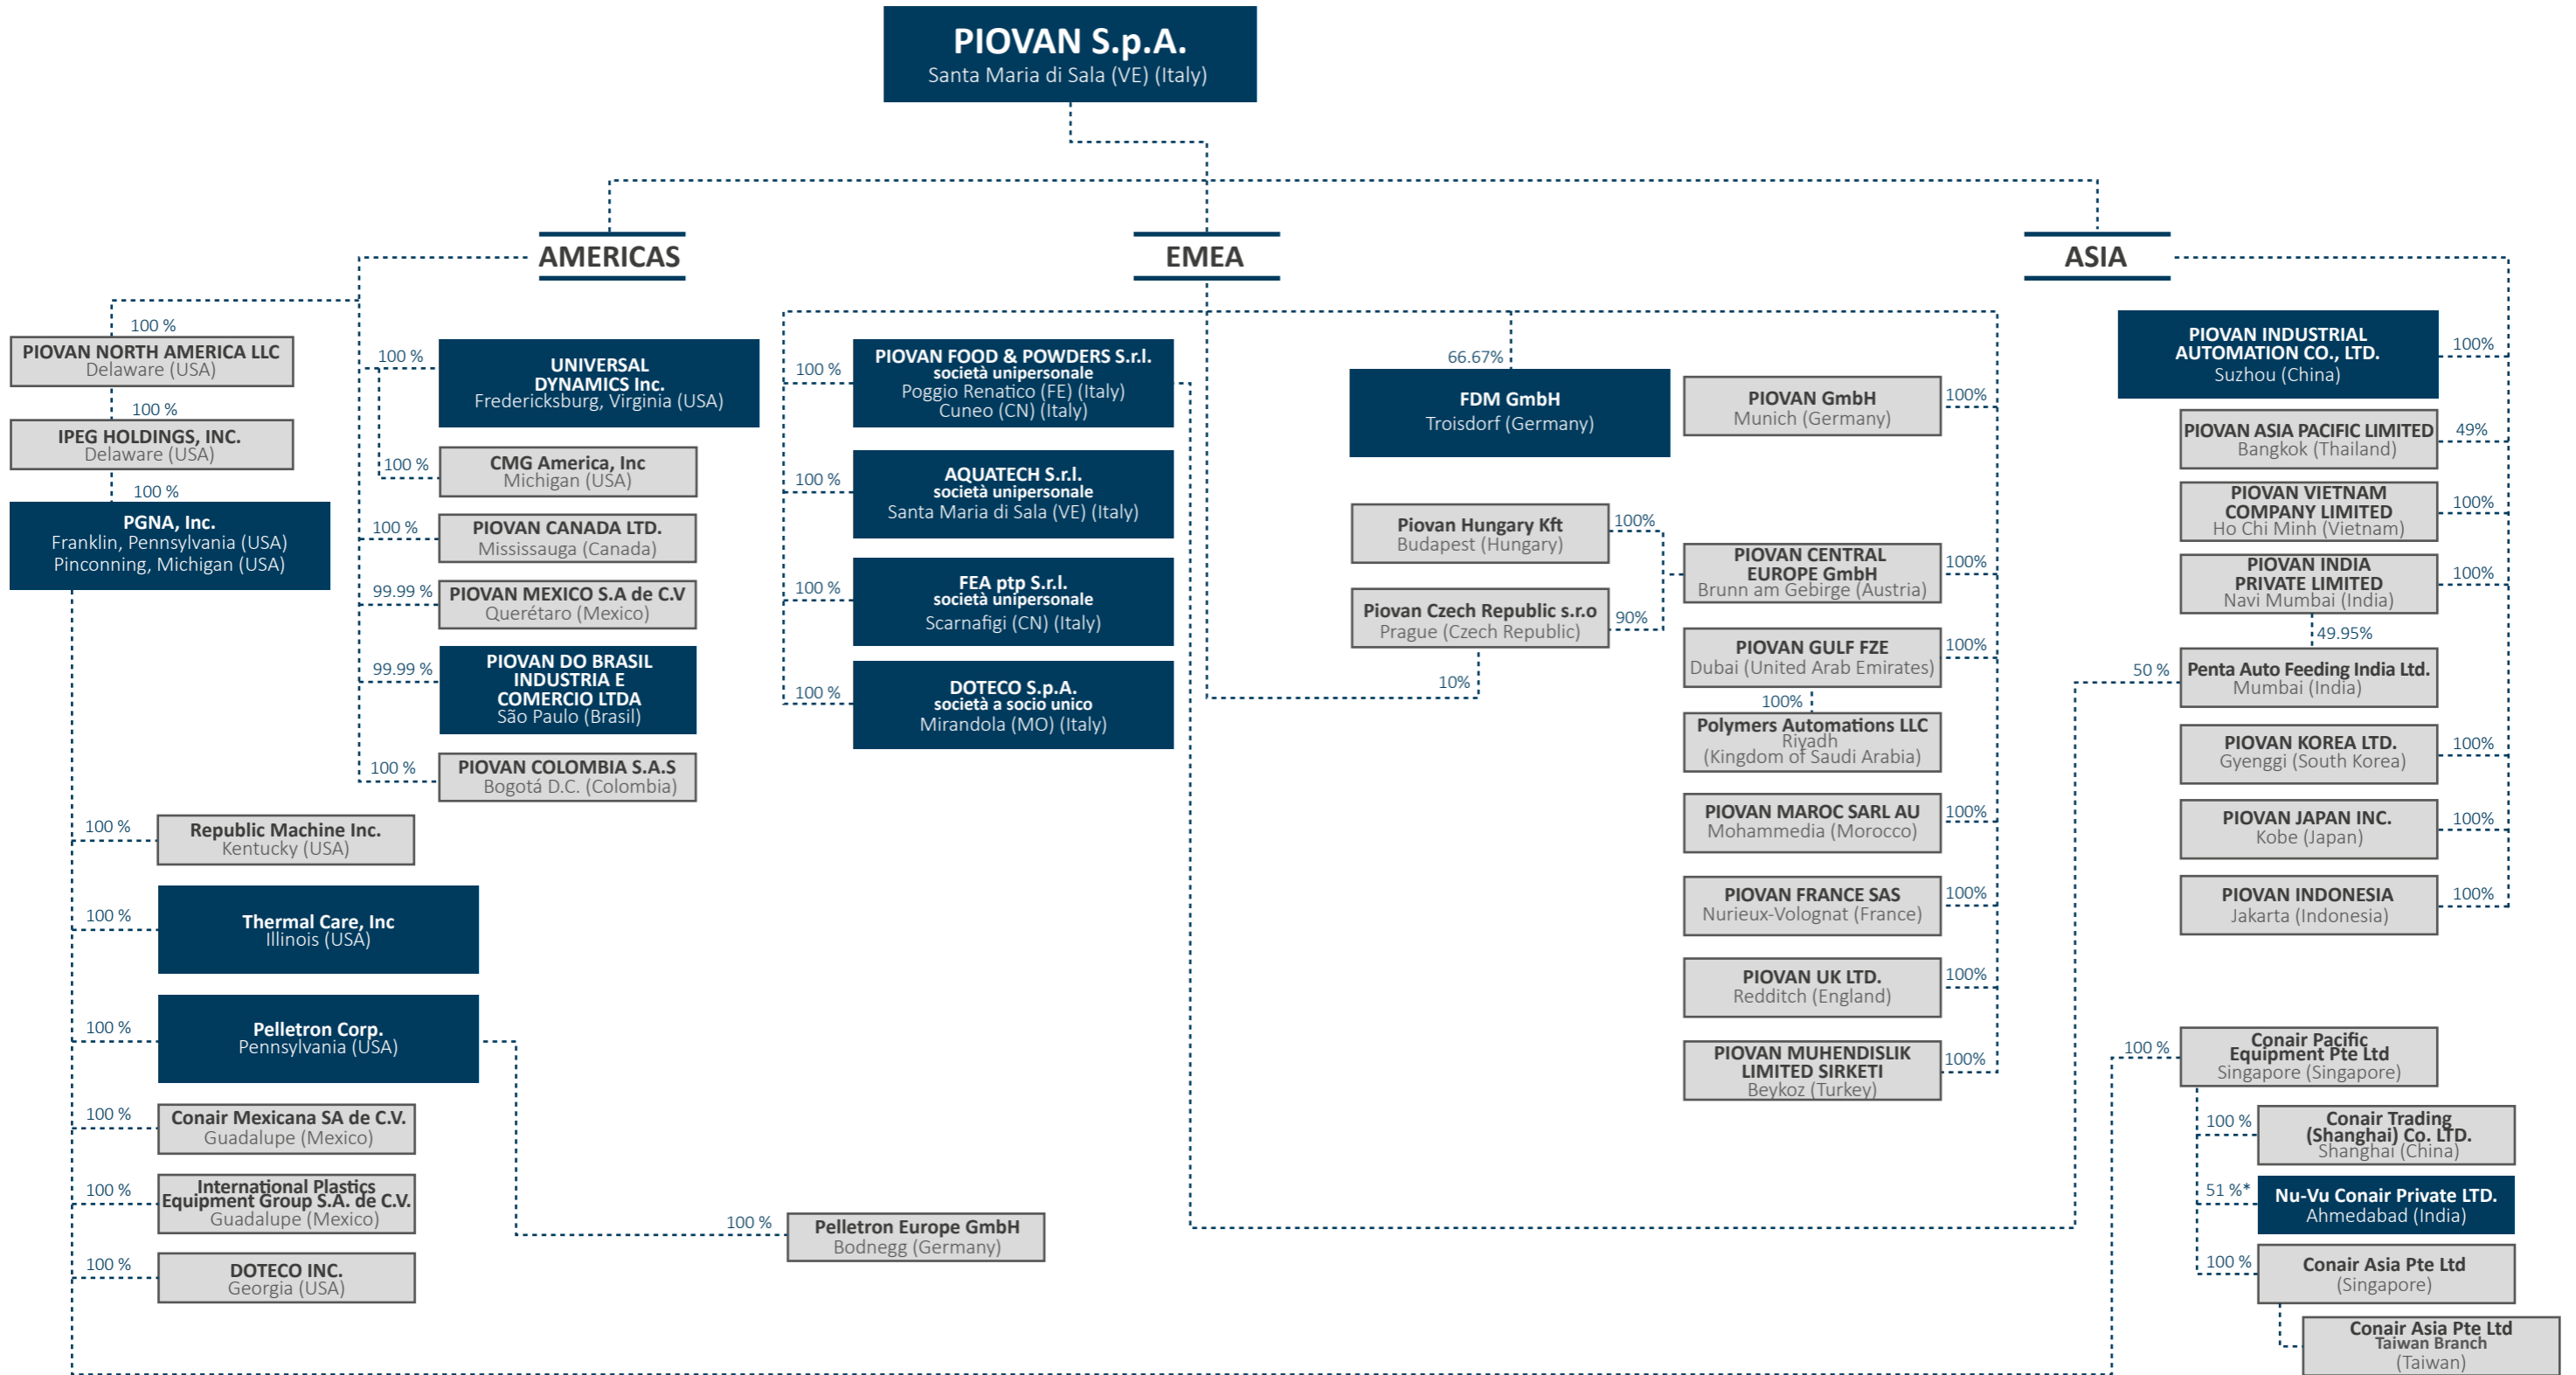 PIOVAN S.p.A.
Santa Maria di Sala (VE) (Italy)
AMERICAS
100 %
PIOVAN NORTH AMERICA LLC
Delaware (USA)
100 %
IPEG HOLDINGS, INC.
Delaware (USA)
100 %
PGNA, Inc.
Franklin, Pennsylvania (USA)
Pinconning, Michigan (USA)
100 %
UNIVERSAL
DYNAMICS Inc.
Fredericksburg, Virginia (USA)
100 %
CMG America, Inc
Michigan (USA)
100 %
PIOVAN CANADA LTD.
Mississauga (Canada)
99.99 %
PIOVAN MEXICO S.A de C.V
Querétaro (Mexico)
99.99 %
PIOVAN DO BRASIL
INDUSTRIA E
COMERCIO LTDA
São Paulo (Brasil)
100 %
PIOVAN COLOMBIA S.A.S
Bogotá D.C. (Colombia)
100 %
Republic Machine Inc.
Kentucky (USA)
100 %
Thermal Care, Inc
Illinois (USA)
100 %
Pelletron Corp.
Pennsylvania (USA)
100 %
Conair Mexicana SA de C.V.
Guadalupe (Mexico)
100 %
International Plastics
Equipment Group S.A. de C.V.
Guadalupe (Mexico)
100 %
DOTECO INC.
Georgia (USA)
100 %
Pelletron Europe GmbH
Bodnegg (Germany)
EMEA
100 %
PIOVAN FOOD & POWDERS S.r.l.
società unipersonale
Poggio Renatico (FE) (Italy)
Cuneo (CN) (Italy)
100 %
AQUATECH S.r.l.
società unipersonale
Santa Maria di Sala (VE) (Italy)
100 %
FEA ptp S.r.l.
società unipersonale
Scarnafigi (CN) (Italy)
100 %
DOTECO S.p.A.
società a socio unico
Mirandola (MO) (Italy)
66.67%
FDM GmbH
Troisdorf (Germany)
PIOVAN GmbH
Munich (Germany)
100%
Piovan Hungary Kft
Budapest (Hungary)
100%
Piovan Czech Republic s.r.o
Prague (Czech Republic)
90%
10%
PIOVAN CENTRAL
EUROPE GmbH
Brunn am Gebirge (Austria)
100%
PIOVAN GULF FZE
Dubai (United Arab Emirates)
100%
100%
Polymers Automations LLC
Riyadh
(Kingdom of Saudi Arabia)
PIOVAN MAROC SARL AU
Mohammedia (Morocco)
100%
PIOVAN FRANCE SAS
Nurieux-Volognat (France)
100%
PIOVAN UK LTD.
Redditch (England)
100%
PIOVAN MUHENDISLIK
LIMITED SIRKETI
Beykoz (Turkey)
100%
ASIA
PIOVAN INDUSTRIAL
AUTOMATION CO., LTD.
Suzhou (China)
100%
PIOVAN ASIA PACIFIC LIMITED
Bangkok (Thailand)
49%
PIOVAN VIETNAM
COMPANY LIMITED
Ho Chi Minh (Vietnam)
100%
PIOVAN INDIA
PRIVATE LIMITED
Navi Mumbai (India)
100%
49.95%
50 %
Penta Auto Feeding India Ltd.
Mumbai (India)
PIOVAN KOREA LTD.
Gyenggi (South Korea)
100%
PIOVAN JAPAN INC.
Kobe (Japan)
100%
PIOVAN INDONESIA
Jakarta (Indonesia)
100%
100 %
Conair Pacific
Equipment Pte Ltd
Singapore (Singapore)
100 %
Conair Trading
(Shanghai) Co. LTD.
Shanghai (China)
51 %*
Nu-Vu Conair Private LTD.
Ahmedabad (India)
100 %
Conair Asia Pte Ltd
(Singapore)
Conair Asia Pte Ltd
Taiwan Branch
(Taiwan)